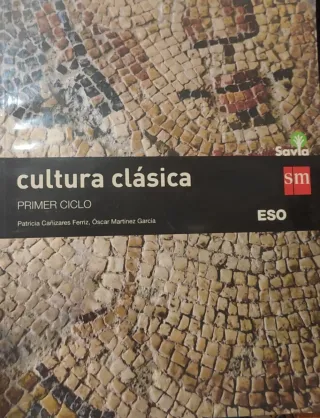 Savia
cultura clásica
sm
PRIMER CICLO
Patricia Cañizares Ferriz, Óscar Martínez García
ESO